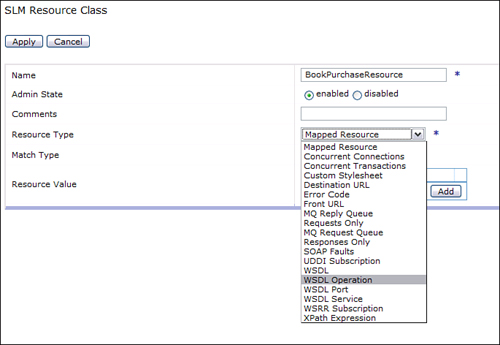 SLM Resource Class
Apply Cancel
Name BookPurchaseResource *
Admin State enabled disabled
Comments
Resource Type Mapped Resource *
Match Type
Resource Value Add
Mapped Resource
Concurrent Connections
Concurrent Transactions
Custom Stylesheet
Destination URL
Error Code
Front URL
MQ Reply Queue
Requests Only
MQ Request Queue
Responses Only
SOAP Faults
UDDI Subscription
WSDL
WSDL Operation
WSDL Port
WSDL Service
WSRR Subscription
XPath Expression